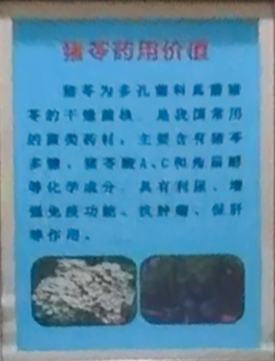 猪苓药用价值
猪苓为多孔菌科真菌猪
苓的干燥菌核，是我国常用
的菌类药材，主要含有猪苓
多糖、猪苓酸A、C和角甾醇
等化学成分，具有利尿、增
强免疫功能、抗肿瘤、保肝
等作用。